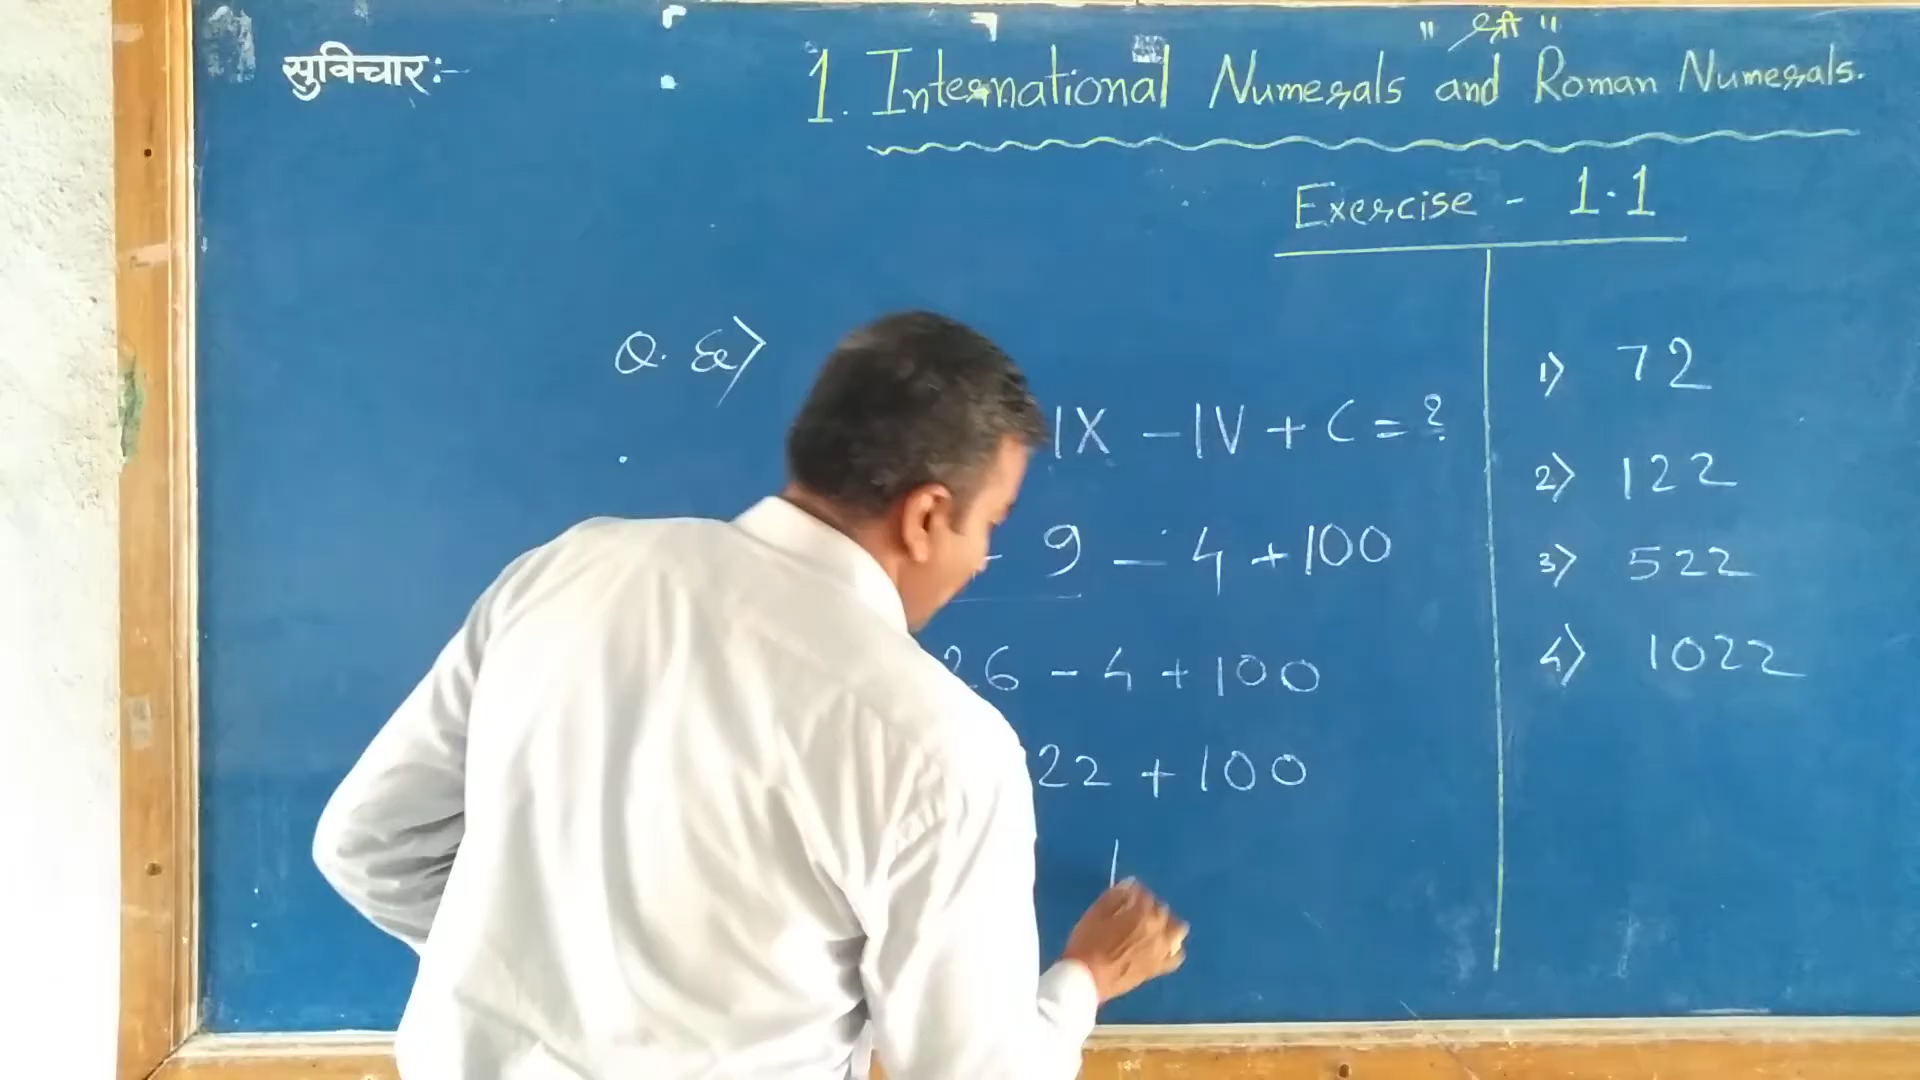 " श्री "
सुविचार:-
1. International Numerals and Roman Numerals.
Exercise - 1.1
IX - IV + C = ?
- 9 - 4 + 100
26 - 4 + 100
22 + 100
1) 72
2) 122
3) 522
4) 1022